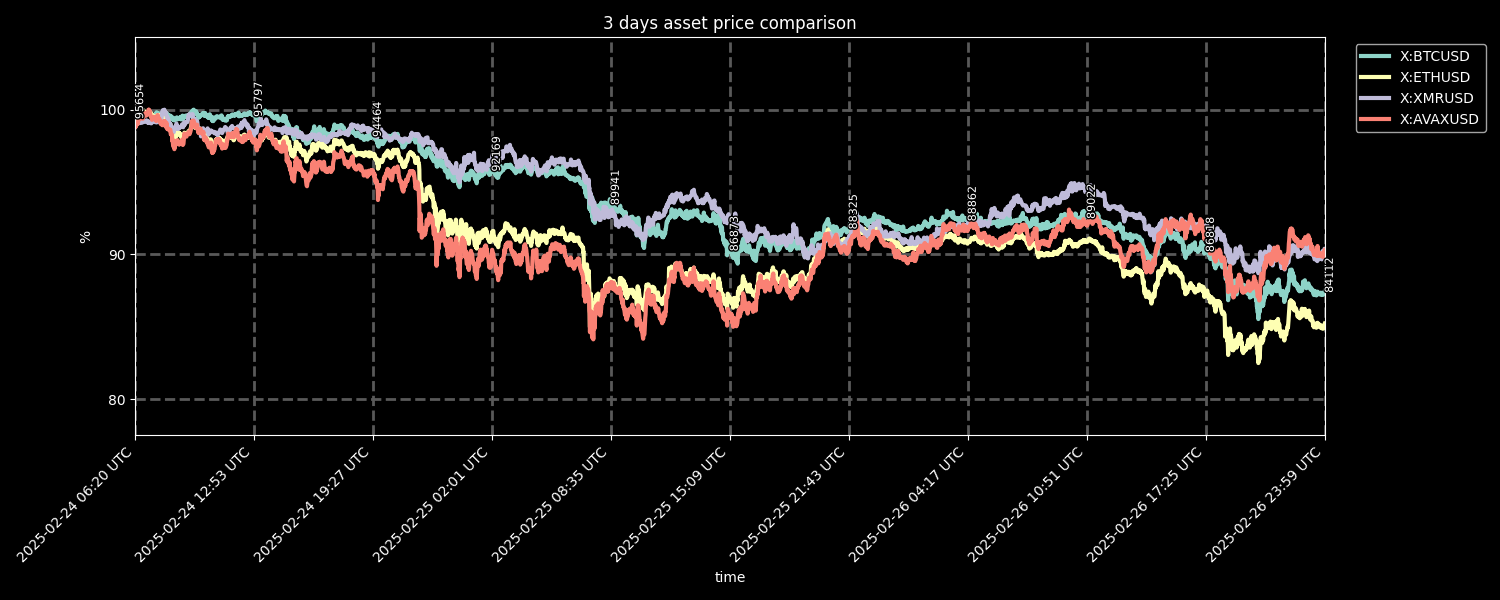 3 days asset price comparison
X:BTCUSD
X:ETHUSD
X:XMRUSD
X:AVAXUSD
100
90
80
%
95654
95797
94464
92169
89941
86873
88325
88862
89022
86818
84112
2025-02-24 06:20 UTC
2025-02-24 12:53 UTC
2025-02-24 19:27 UTC
2025-02-25 02:01 UTC
2025-02-25 08:35 UTC
2025-02-25 15:09 UTC
2025-02-25 21:43 UTC
2025-02-26 04:17 UTC
2025-02-26 10:51 UTC
2025-02-26 17:25 UTC
2025-02-26 23:59 UTC
time